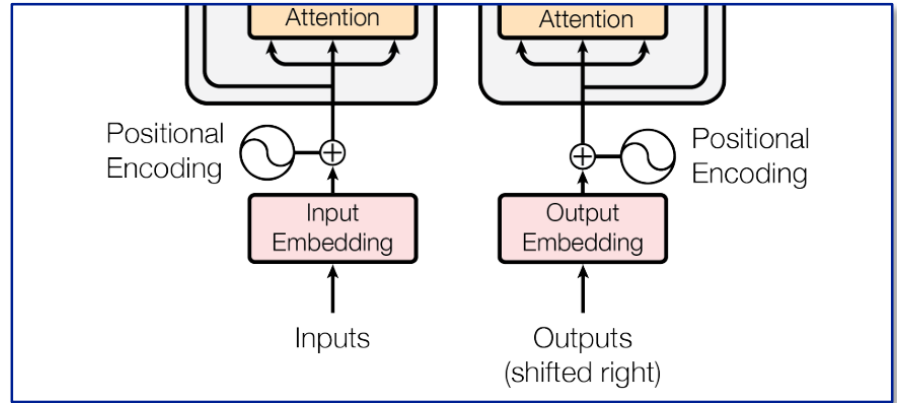 Attention
Attention
Positional
Encoding
Positional
Encoding
Input
Embedding
Output
Embedding
Inputs
Outputs
(shifted right)